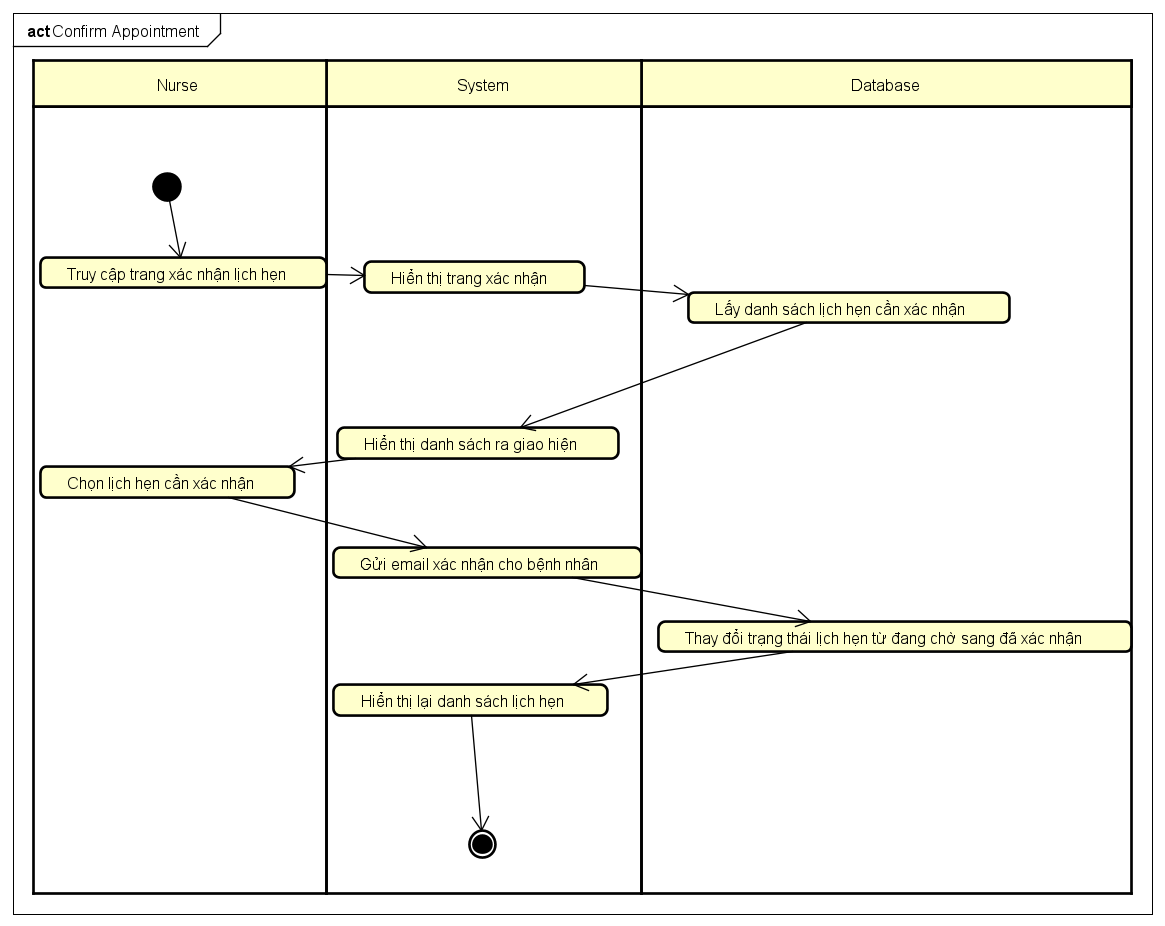 act Confirm Appointment
Nurse
System
Database
Truy cập trang xác nhận lịch hẹn
Hiển thị trang xác nhận
Lấy danh sách lịch hẹn cần xác nhận
Hiển thị danh sách ra giao hiện
Chọn lịch hẹn cần xác nhận
Gửi email xác nhận cho bệnh nhân
Thay đổi trạng thái lịch hẹn từ đang chờ sang đã xác nhận
Hiển thị lại danh sách lịch hẹn